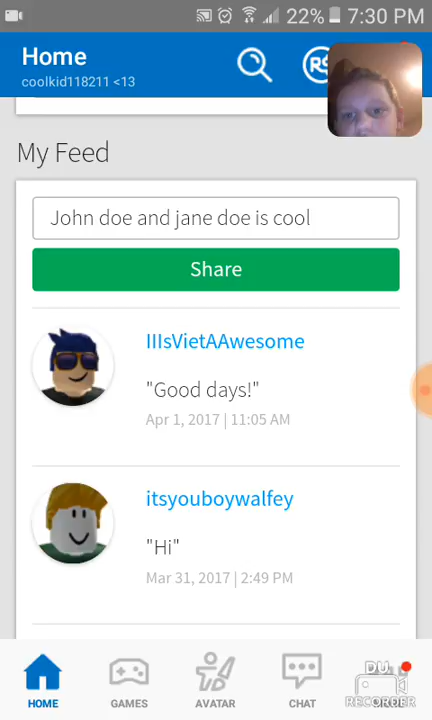 22% 7:30 PM
Home
coolkid118211 <13
R$
My Feed
John doe and jane doe is cool
Share
IIIsVietAAwesome
"Good days!"
Apr 1, 2017 | 11:05 AM
itsyouboywalfey
"Hi"
Mar 31, 2017 | 2:49 PM
HOME GAMES AVATAR CHAT
DU
RECORDER